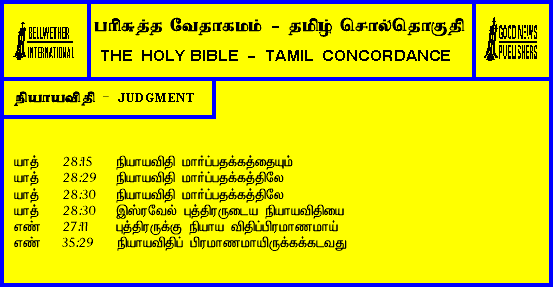 BELLWETHER
INTERNATIONAL
பரிசுத்த வேதாகமம் - தமிழ் சொல்தொகுதி
THE HOLY BIBLE - TAMIL CONCORDANCE
GOOD NEWS
PUBLISHERS
நியாயவிதி - JUDGMENT
யாத் 28:15 நியாயவிதி மார்ப்பதக்கத்தையும்
யாத் 28:29 நியாயவிதி மார்ப்பதக்கத்திலே
யாத் 28:30 நியாயவிதி மார்ப்பதக்கத்திலே
யாத் 28:30 இஸ்ரவேல் புத்திரருடைய நியாயவிதியை
எண் 27:11 புத்திரருக்கு நியாய விதிப்பிரமாணமாய்
எண் 35:29 நியாயவிதிப் பிரமாணமாயிருக்கக்கடவது